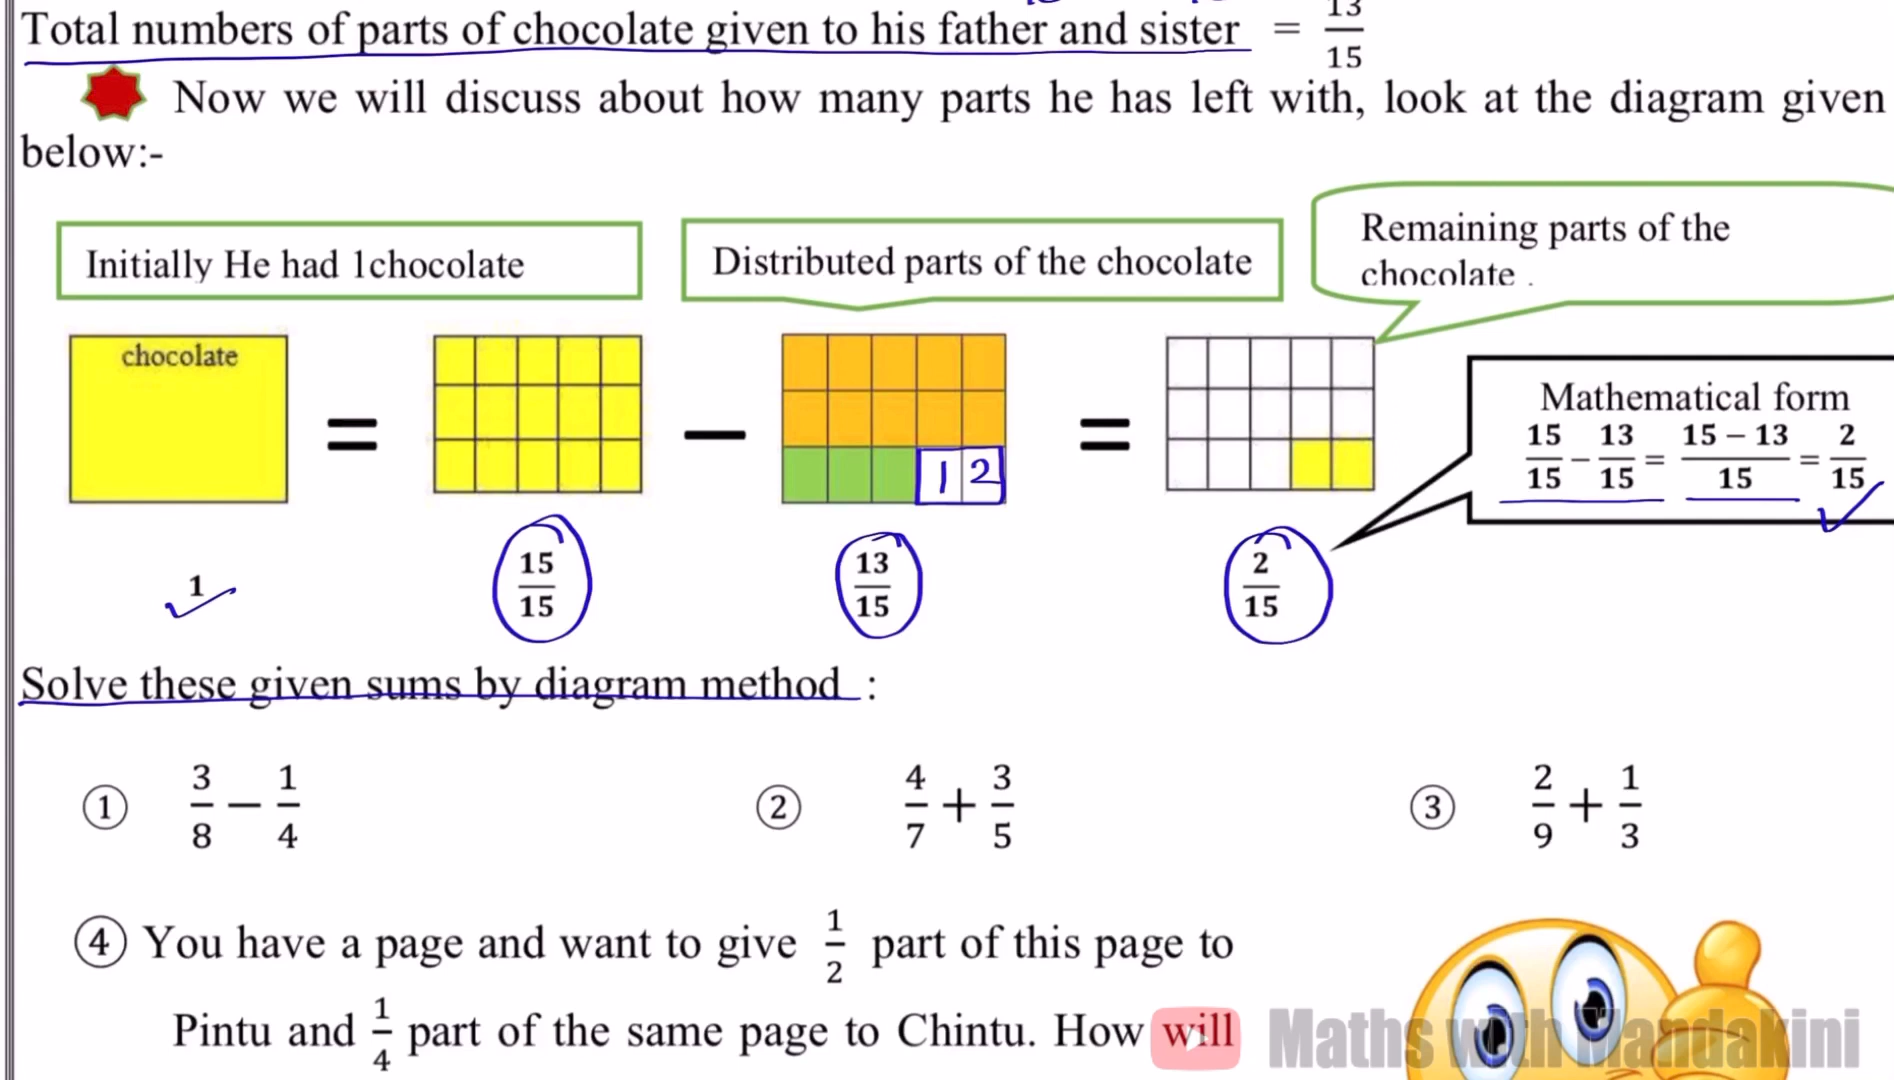 Total numbers of parts of chocolate given to his father and sister = 13/15
Now we will discuss about how many parts he has left with, look at the diagram given
below:-
Initially He had 1chocolate
Distributed parts of the chocolate
Remaining parts of the
chocolate .
chocolate
=
−
1 2
=
Mathematical form
15/15 − 13/15 = 15 − 13/15 = 2/15
1
15/15
13/15
2/15
Solve these given sums by diagram method :
① 3/8 − 1/4
② 4/7 + 3/5
③ 2/9 + 1/3
④ You have a page and want to give 1/2 part of this page to
Pintu and 1/4 part of the same page to Chintu. How will
Maths with Mandakini